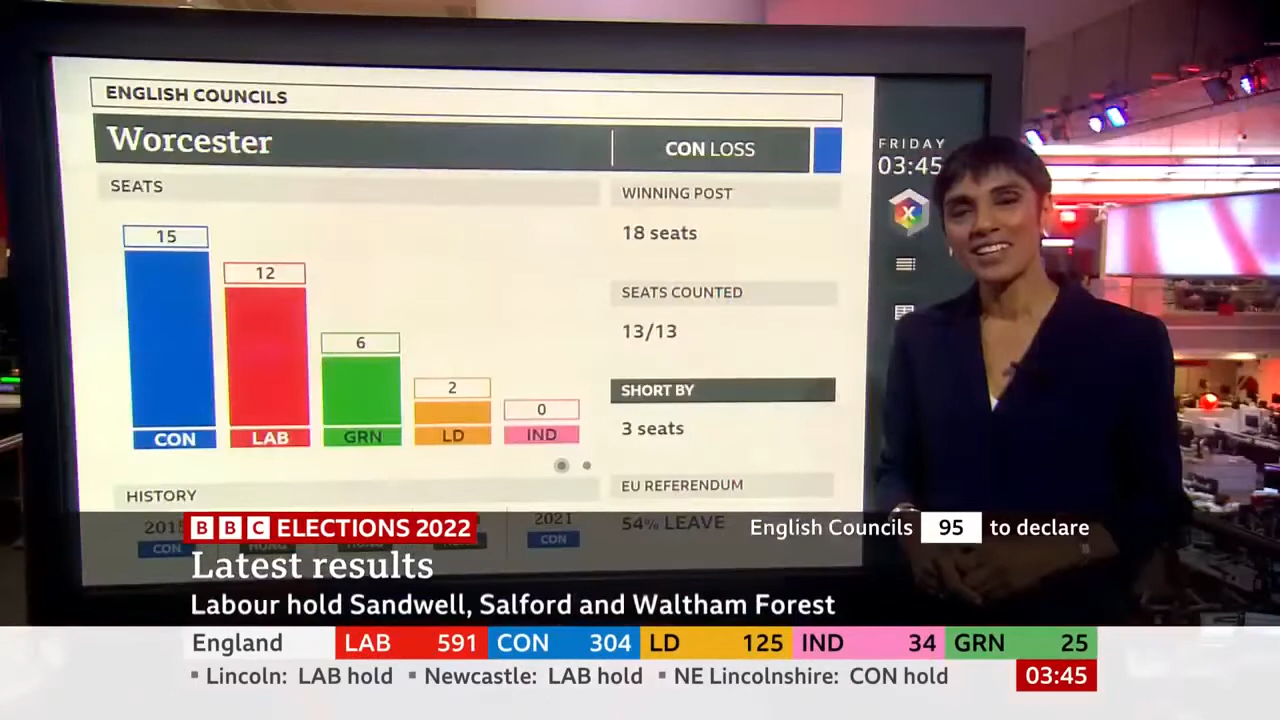 ENGLISH COUNCILS
Worcester
CON LOSS
FRIDAY
03:45
SEATS
15
12
6
2
0
CON
LAB
GRN
LD
IND
WINNING POST
18 seats
SEATS COUNTED
13/13
SHORT BY
3 seats
EU REFERENDUM
54% LEAVE
HISTORY
2015
CON
2021
CON
X
BBC ELECTIONS 2022
English Councils 95 to declare
Latest results
Labour hold Sandwell, Salford and Waltham Forest
England LAB 591 CON 304 LD 125 IND 34 GRN 25
Lincoln: LAB hold ▪ Newcastle: LAB hold ▪ NE Lincolnshire: CON hold
03:45